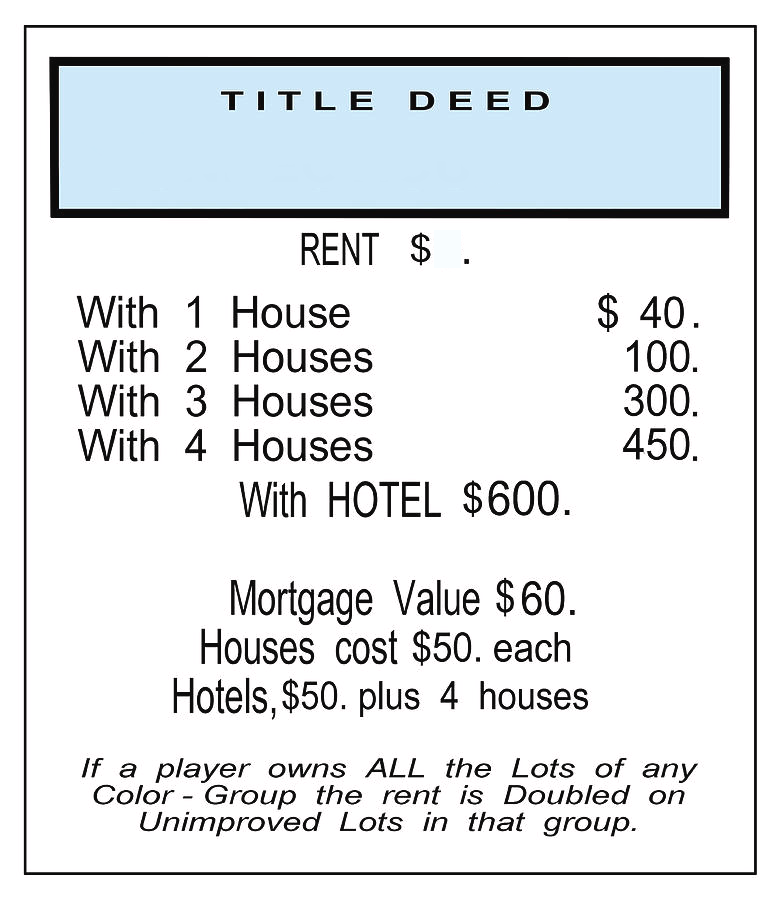 TITLE DEED
RENT $ .
With 1 House $ 40.
With 2 Houses 100.
With 3 Houses 300.
With 4 Houses 450.
With HOTEL $600.
Mortgage Value $60.
Houses cost $50. each
Hotels, $50. plus 4 houses
If a player owns ALL the Lots of any
Color-Group the rent is Doubled on
Unimproved Lots in that group.